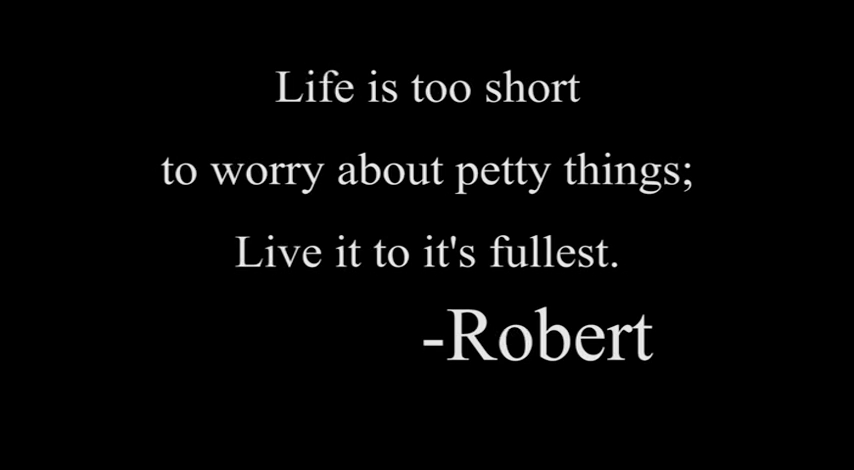 Life is too short
to worry about petty things;
Live it to it's fullest.
-Robert